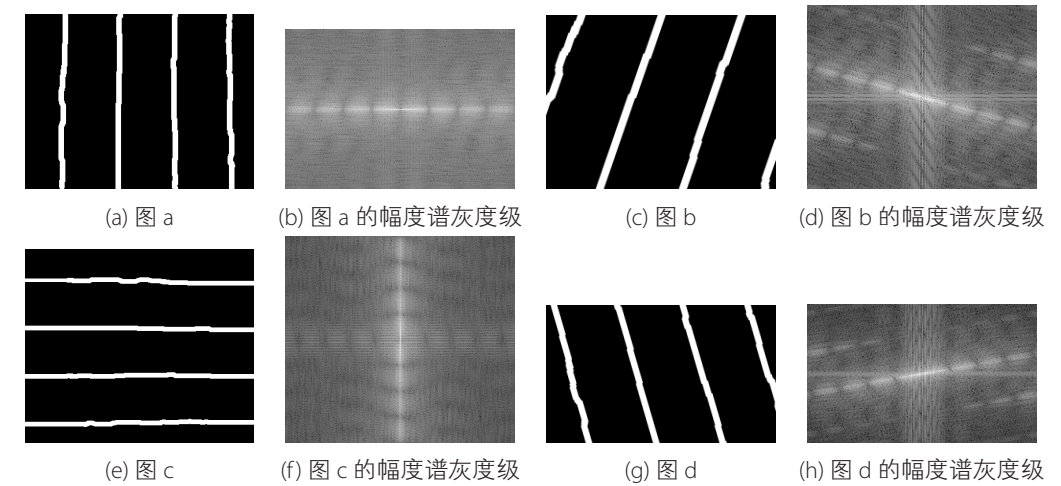 (a) 图 a
(b) 图 a 的幅度谱灰度级
(c) 图 b
(d) 图 b 的幅度谱灰度级
(e) 图 c
(f) 图 c 的幅度谱灰度级
(g) 图 d
(h) 图 d 的幅度谱灰度级